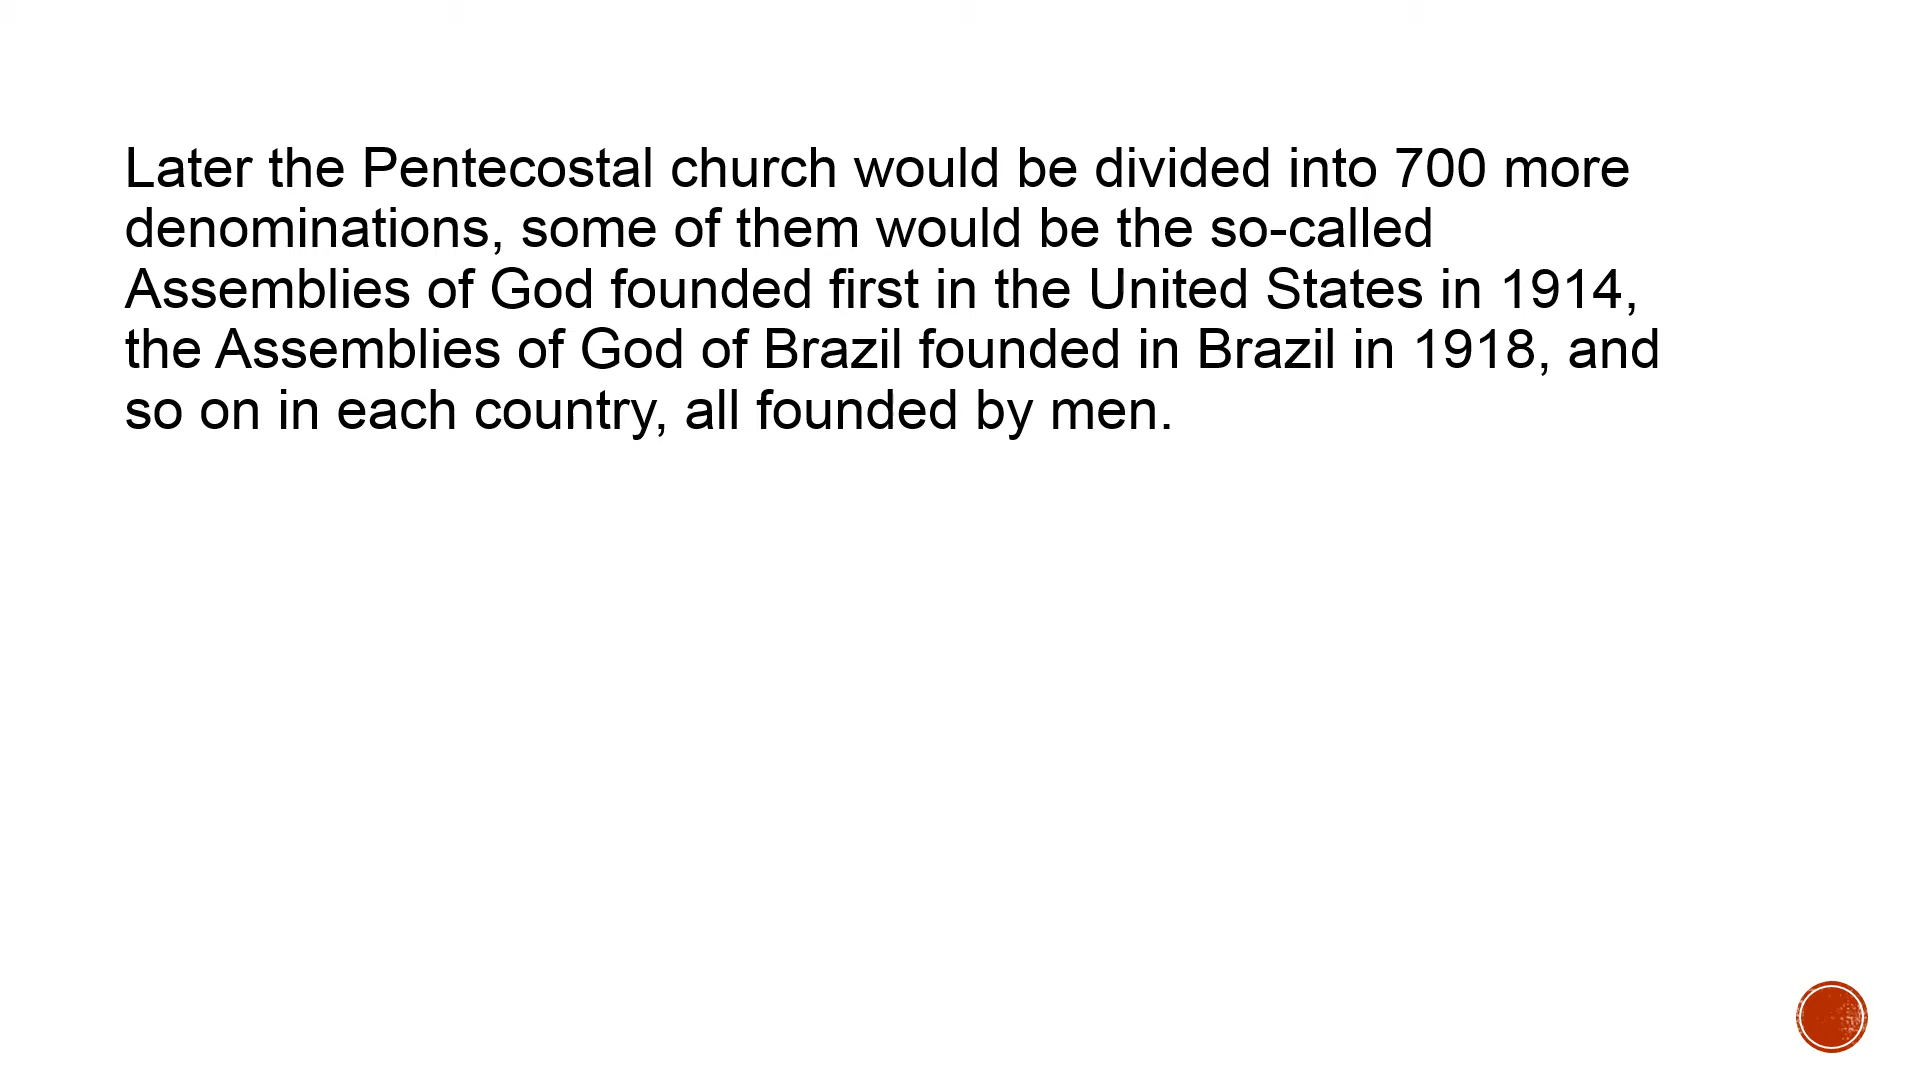 Later the Pentecostal church would be divided into 700 more
denominations, some of them would be the so-called
Assemblies of God founded first in the United States in 1914,
the Assemblies of God of Brazil founded in Brazil in 1918, and
so on in each country, all founded by men.